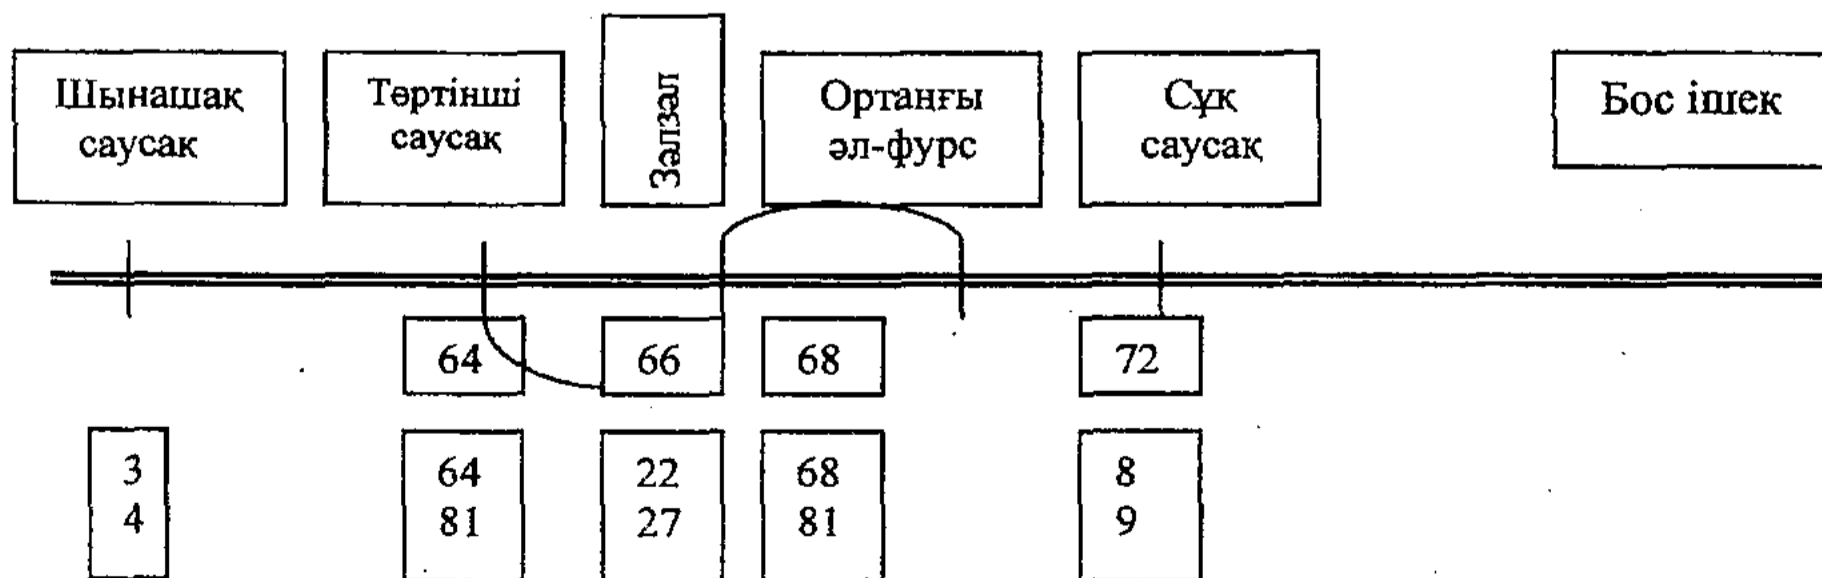 Шынашақ
саусақ
Төртінші
саусақ
Зәлзәл
Ортаңғы
әл-фурс
Сұқ
саусақ
Бос ішек
64
66
68
72
3
4
64
81
22
27
68
81
8
9